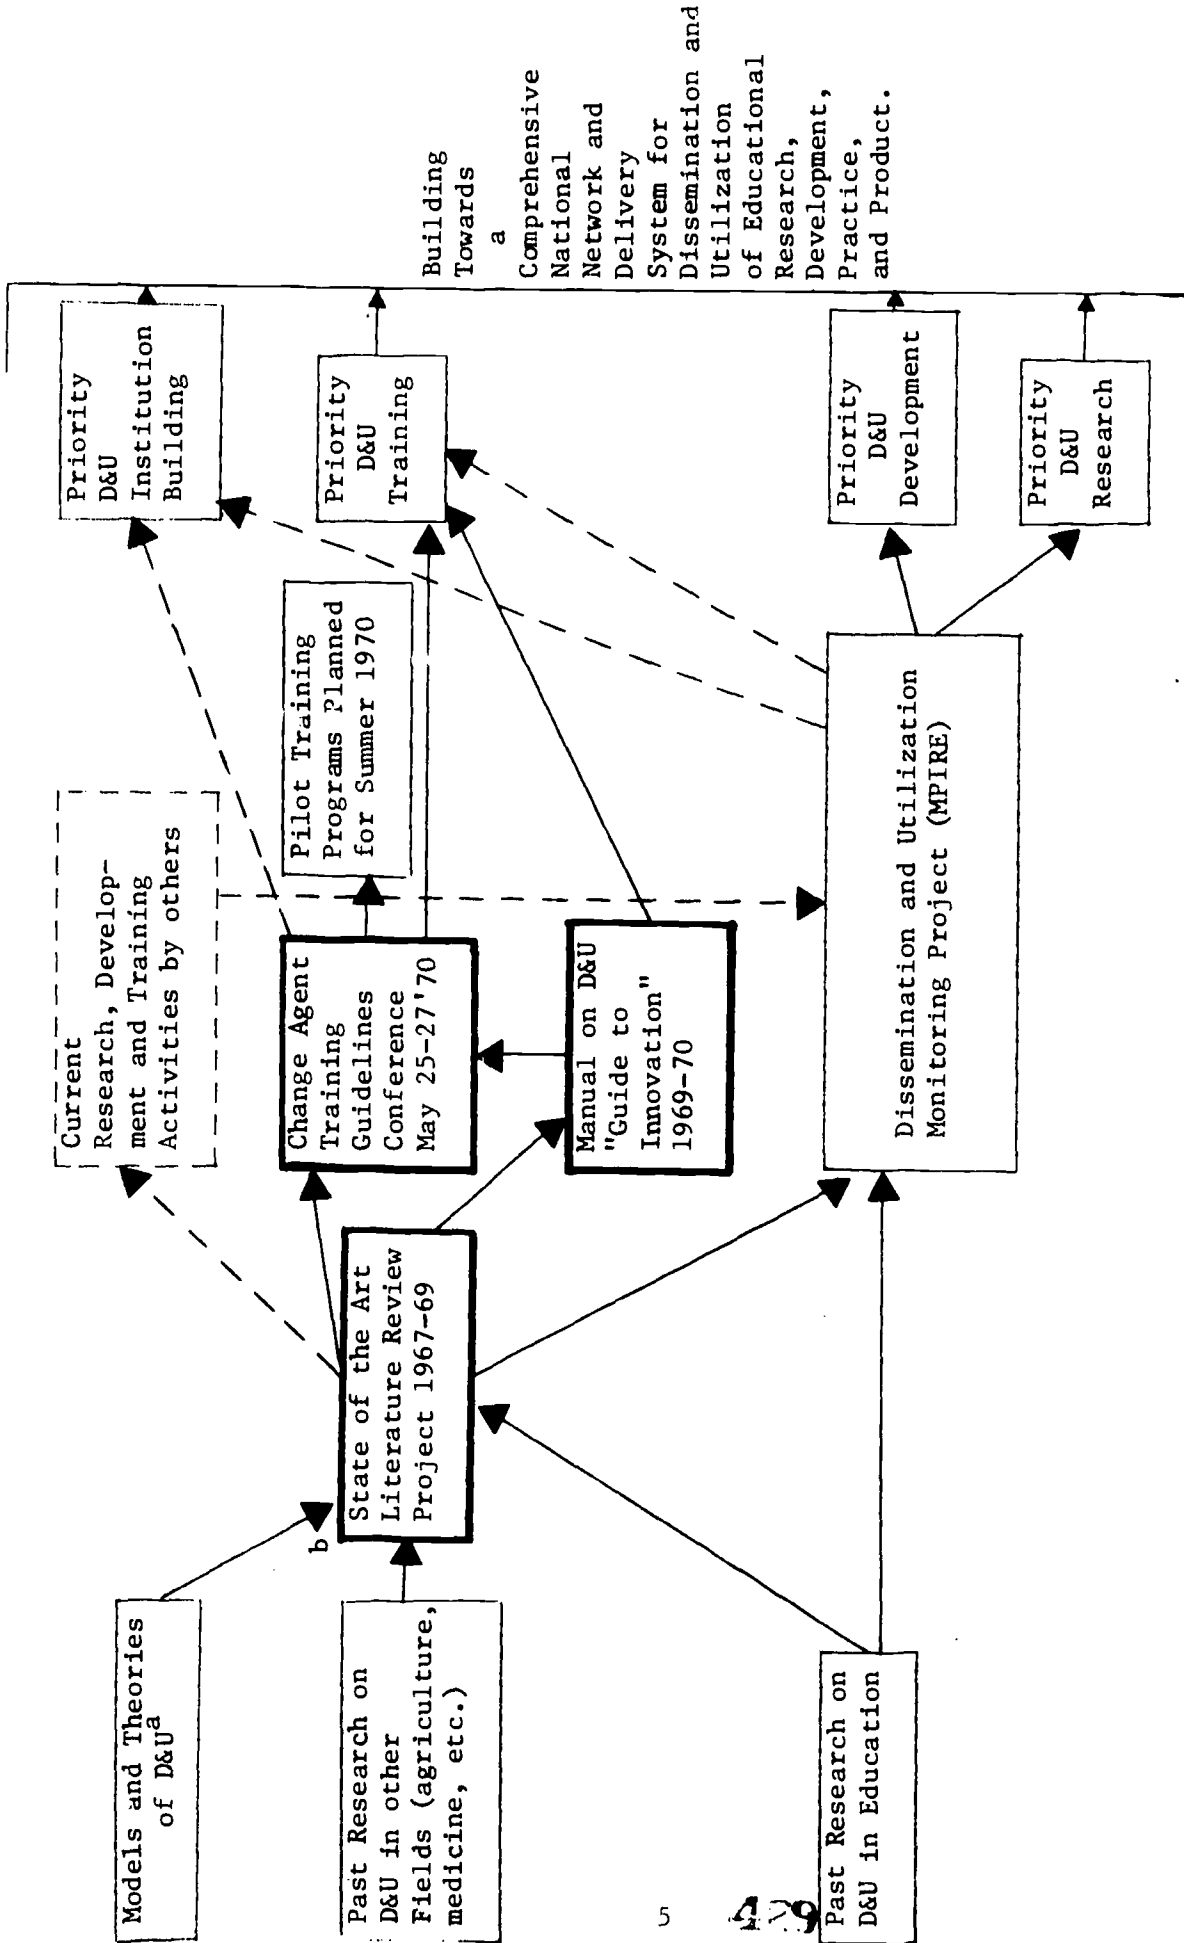 Models and Theories
of D&Uᵃ
Past Research on
D&U in other
Fields (agriculture,
medicine, etc.)
Past Research on
D&U in Education
b
State of the Art
Literature Review
Project 1967-69
Current
Research, Develop-
ment and Training
Activities by others
Change Agent
Training
Guidelines
Conference
May 25-27'70
Manual on D&U
"Guide to
Innovation"
1969-70
Pilot Training
Programs Planned
for Summer 1970
Dissemination and Utilization
Monitoring Project (MPIRE)
Priority
D&U
Institution
Building
Priority
D&U
Training
Priority
D&U
Development
Priority
D&U
Research
Building
Towards
a
Comprehensive
National
Network and
Delivery
System for
Dissemination and
Utilization
of Educational
Research,
Development,
Practice,
and Product.
5
429